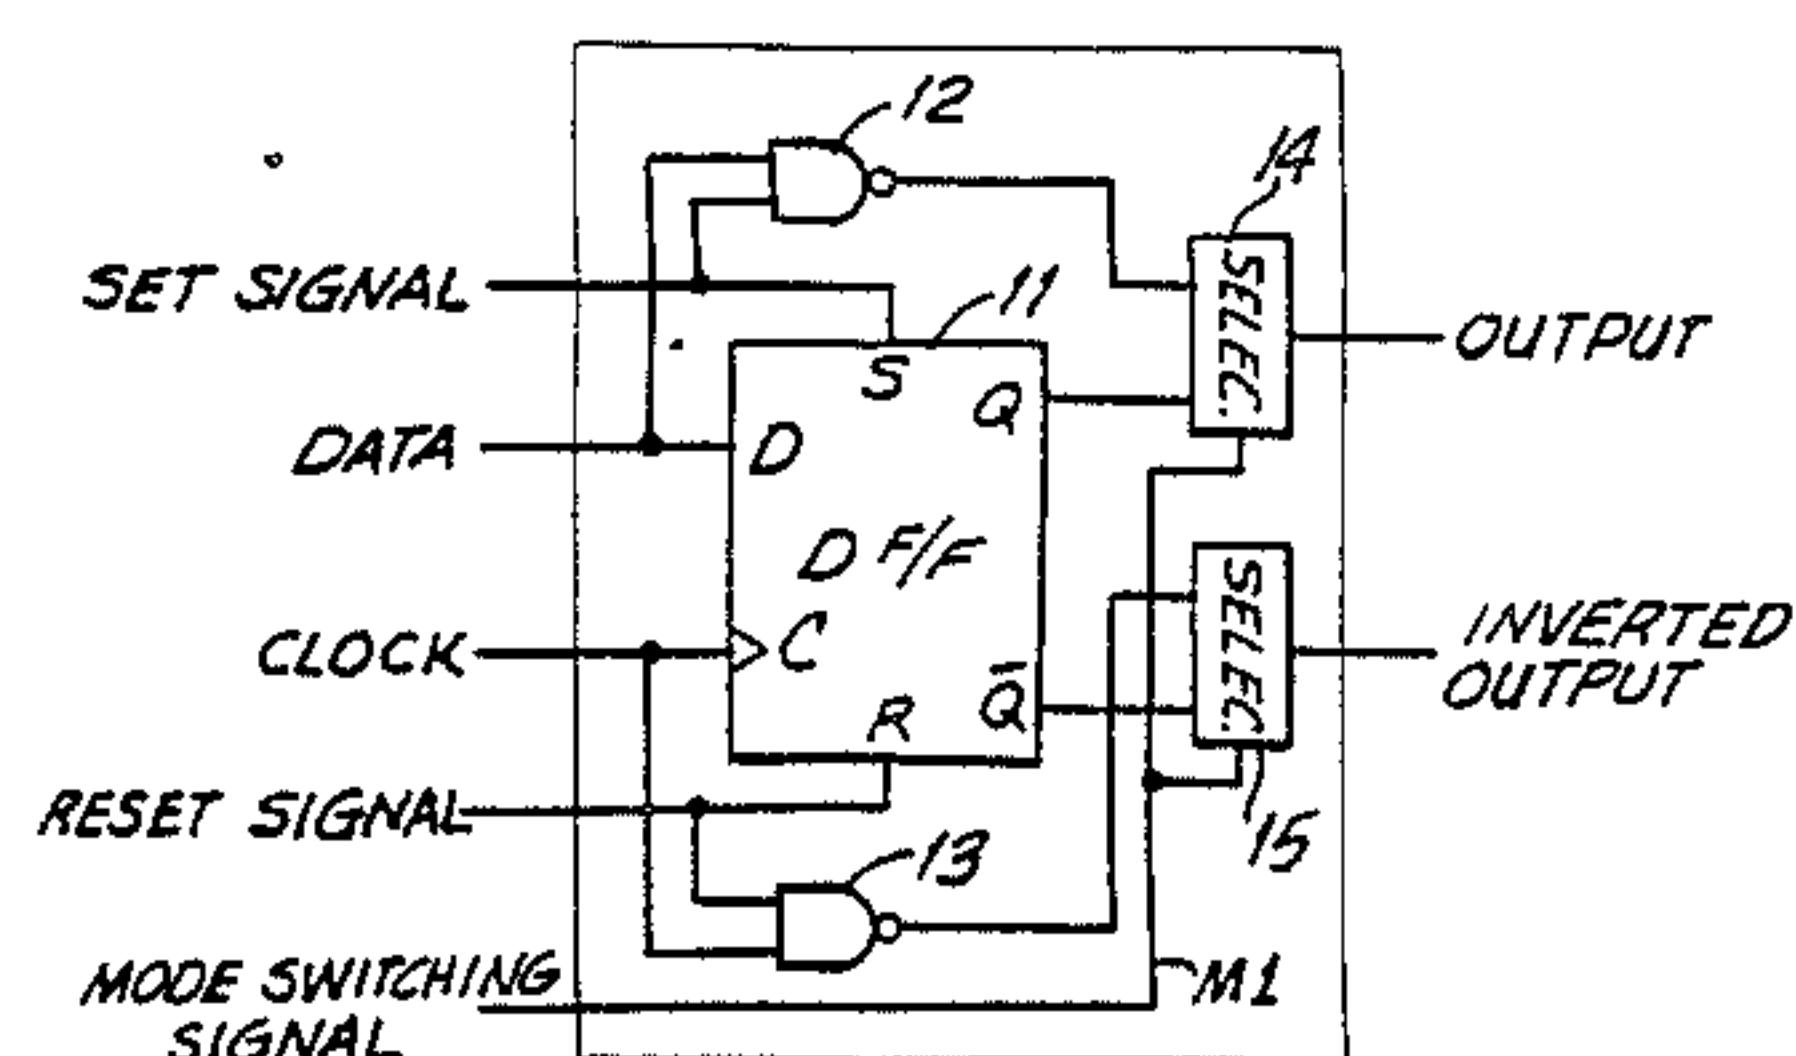 12
14
SET SIGNAL
11
SELEC.
OUTPUT
S
Q
DATA
D
D F/F
SELEC.
INVERTED
OUTPUT
CLOCK
C
R
Q̅
RESET SIGNAL
15
13
MODE SWITCHING
SIGNAL
M1